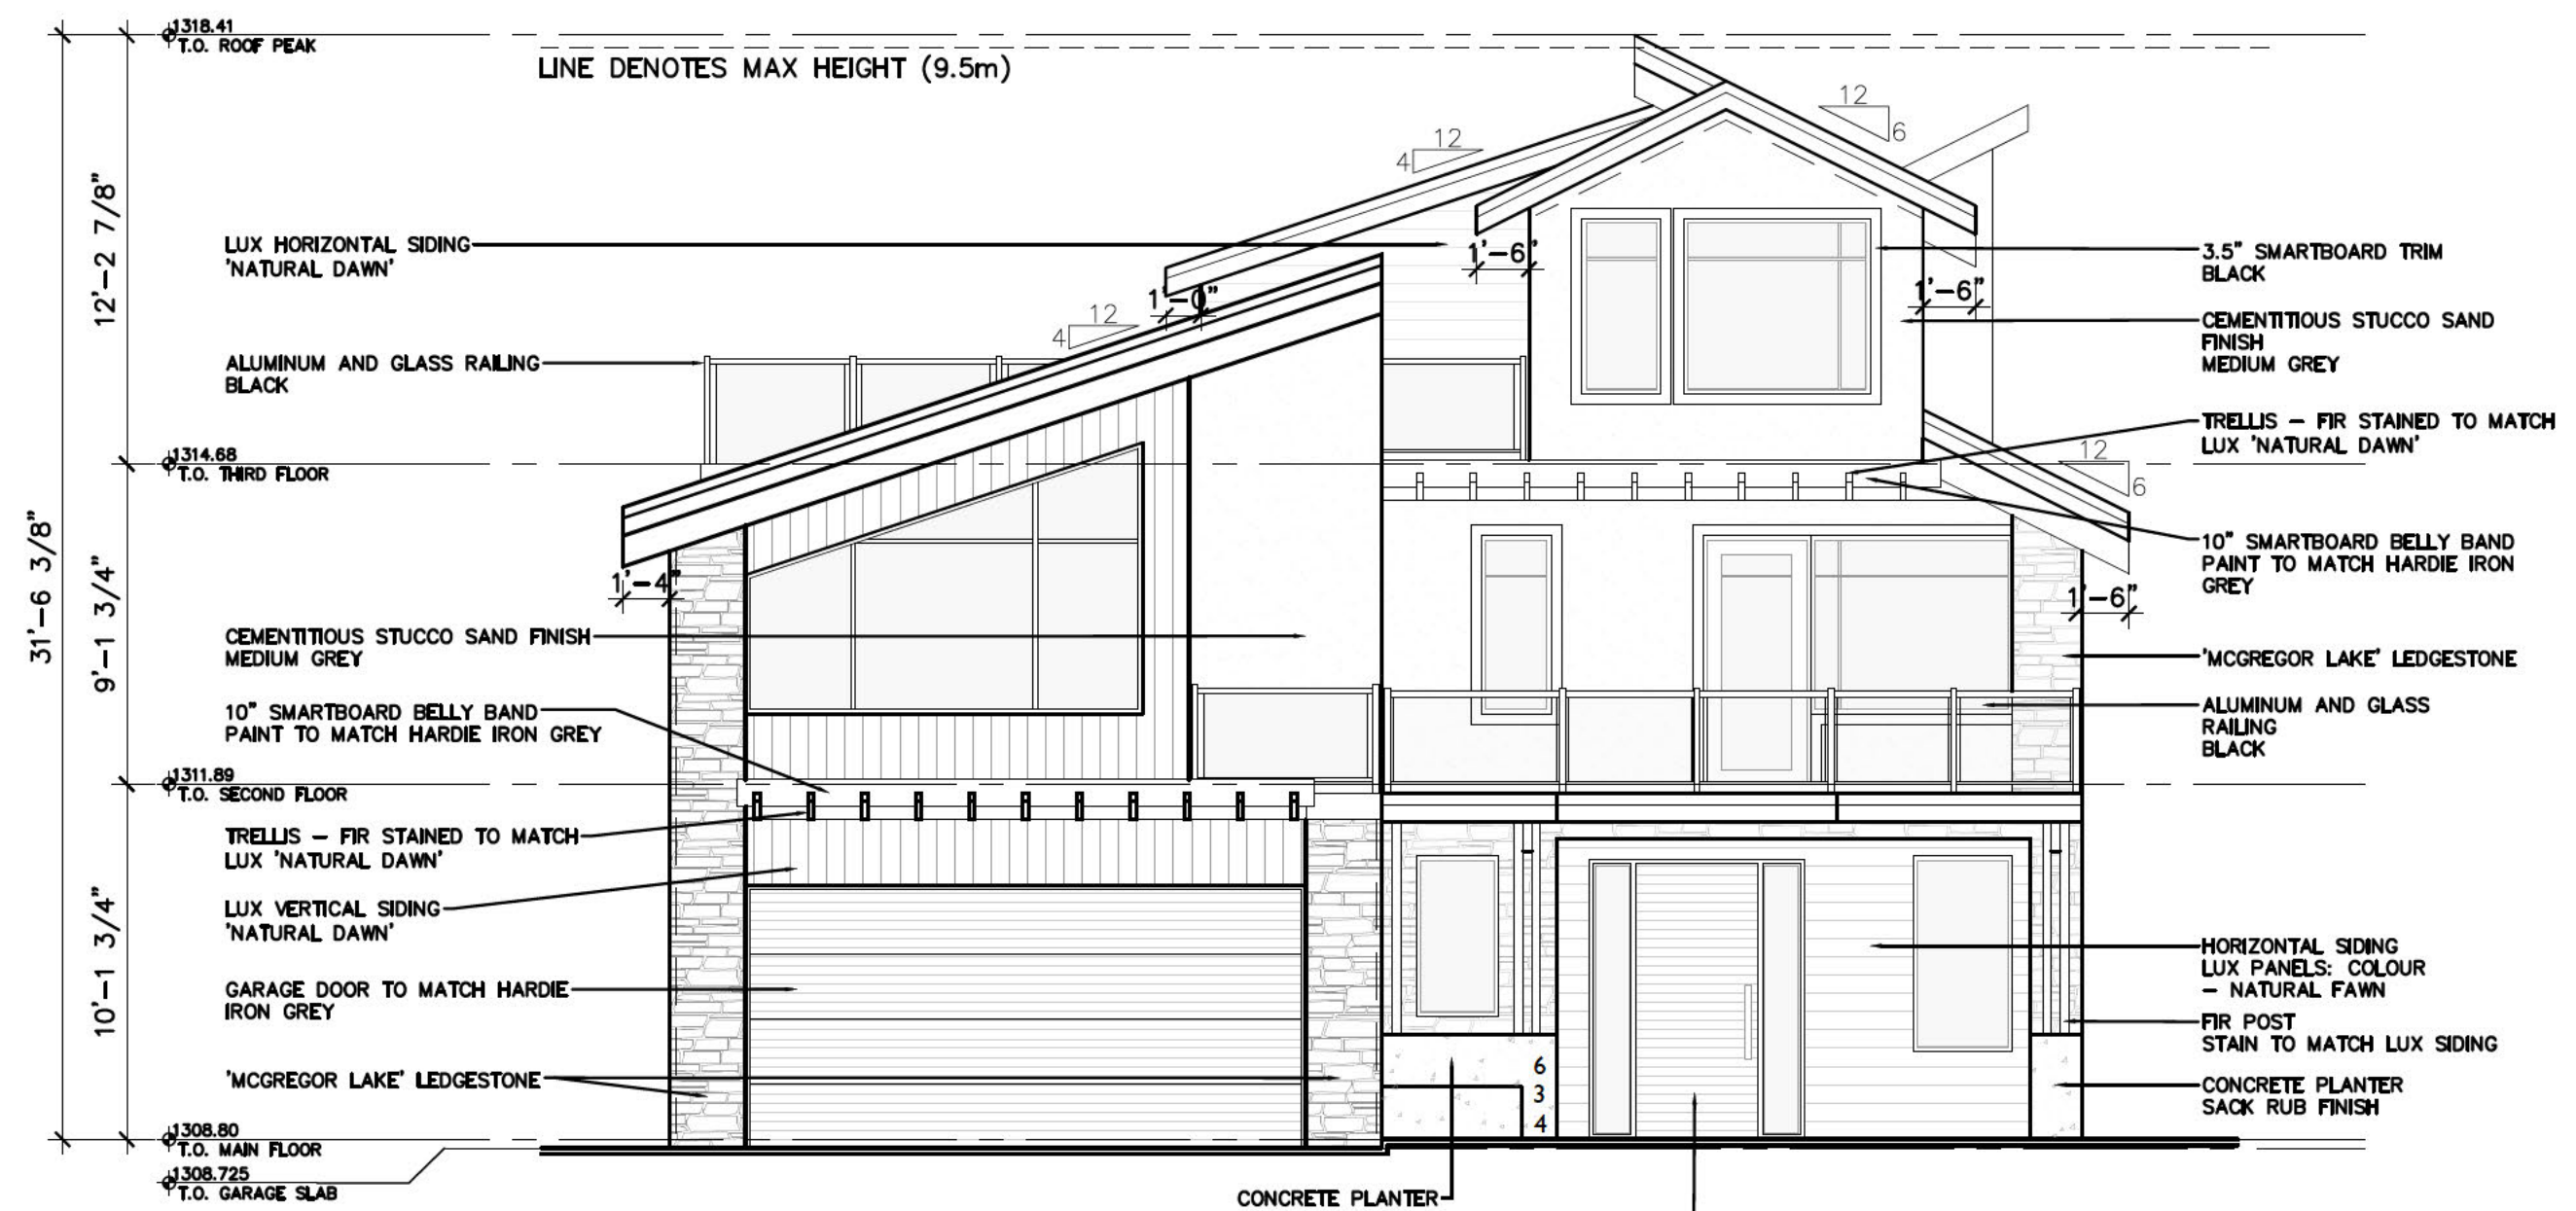 1318.41
T.O. ROOF PEAK
LINE DENOTES MAX HEIGHT (9.5m)
12
6
12
4
12
4
12
6
12'-2 7/8"
9'-1 3/4"
10'-1 3/4"
31'-6 3/8"
LUX HORIZONTAL SIDING
'NATURAL DAWN'
ALUMINUM AND GLASS RAILING
BLACK
1314.68
T.O. THIRD FLOOR
CEMENTITIOUS STUCCO SAND FINISH
MEDIUM GREY
10" SMARTBOARD BELLY BAND
PAINT TO MATCH HARDIE IRON GREY
1311.89
T.O. SECOND FLOOR
TRELLIS – FIR STAINED TO MATCH
LUX 'NATURAL DAWN'
LUX VERTICAL SIDING
'NATURAL DAWN'
GARAGE DOOR TO MATCH HARDIE
IRON GREY
'MCGREGOR LAKE' LEDGESTONE
1308.80
T.O. MAIN FLOOR
1308.725
T.O. GARAGE SLAB
1'-6"
1'-0"
1'-6"
1'-4"
1'-6"
6
3
4
CONCRETE PLANTER
3.5" SMARTBOARD TRIM
BLACK
CEMENTITIOUS STUCCO SAND
FINISH
MEDIUM GREY
TRELLIS – FIR STAINED TO MATCH
LUX 'NATURAL DAWN'
10" SMARTBOARD BELLY BAND
PAINT TO MATCH HARDIE IRON
GREY
'MCGREGOR LAKE' LEDGESTONE
ALUMINUM AND GLASS
RAILING
BLACK
HORIZONTAL SIDING
LUX PANELS: COLOUR
– NATURAL FAWN
FIR POST
STAIN TO MATCH LUX SIDING
CONCRETE PLANTER
SACK RUB FINISH